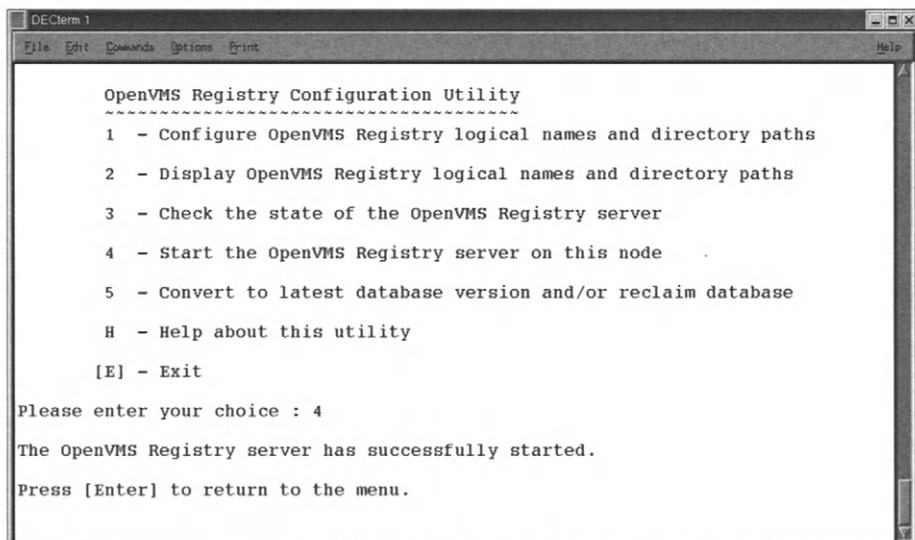 DECterm 1
File Edit Commands Options Print Help
OpenVMS Registry Configuration Utility
~~~~~~~~~~~~~~~~~~~~~~~~~~~~~~~~~~~~~~
1 - Configure OpenVMS Registry logical names and directory paths
2 - Display OpenVMS Registry logical names and directory paths
3 - Check the state of the OpenVMS Registry server
4 - Start the OpenVMS Registry server on this node
5 - Convert to latest database version and/or reclaim database
H - Help about this utility
[E] - Exit
Please enter your choice : 4
The OpenVMS Registry server has successfully started.
Press [Enter] to return to the menu.